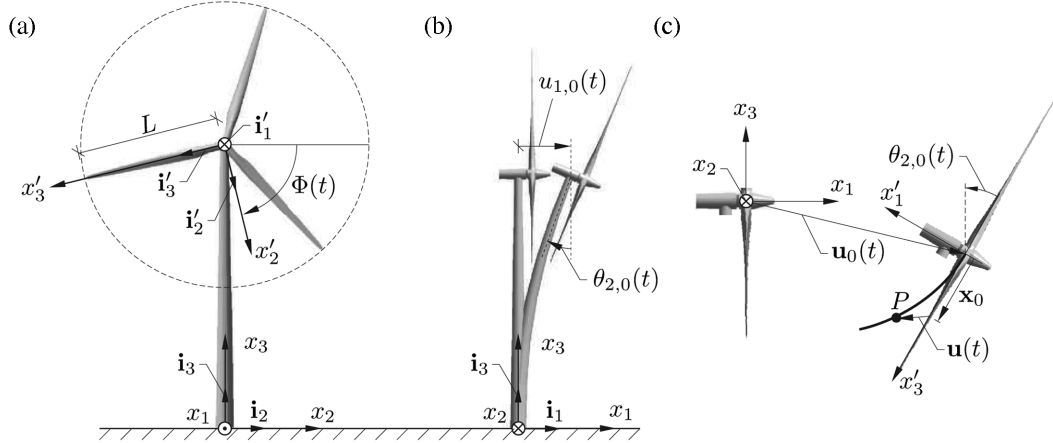 (a)
L
i′₁
i′₃
x′₃
i′₂
Φ(t)
x′₂
x₃
i₃
x₁
i₂
x₂
(b)
u₁,₀(t)
θ₂,₀(t)
x₃
i₃
x₂
i₁
x₁
(c)
x₃
x₂
x₁
θ₂,₀(t)
x′₁
u₀(t)
P
x₀
u(t)
x′₃